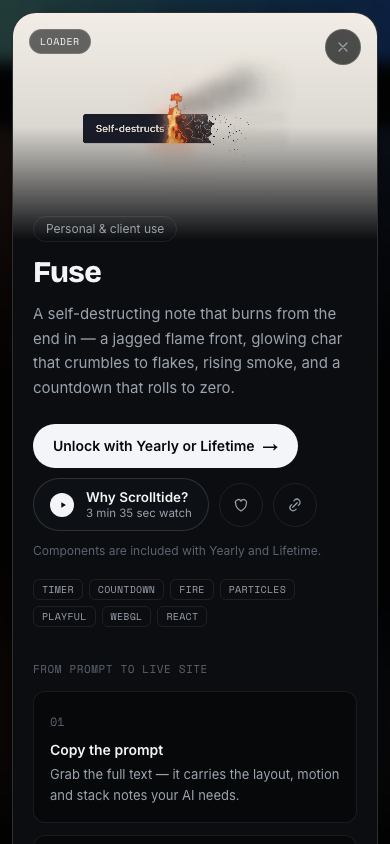 LOADER
Self-destructs
Personal & client use
Fuse
A self-destructing note that burns from the
end in — a jagged flame front, glowing char
that crumbles to flakes, rising smoke, and a
countdown that rolls to zero.
Unlock with Yearly or Lifetime →
Why Scrolltide?
3 min 35 sec watch
Components are included with Yearly and Lifetime.
TIMER COUNTDOWN FIRE PARTICLES
PLAYFUL WEBGL REACT
FROM PROMPT TO LIVE SITE
01
Copy the prompt
Grab the full text — it carries the layout, motion
and stack notes your AI needs.